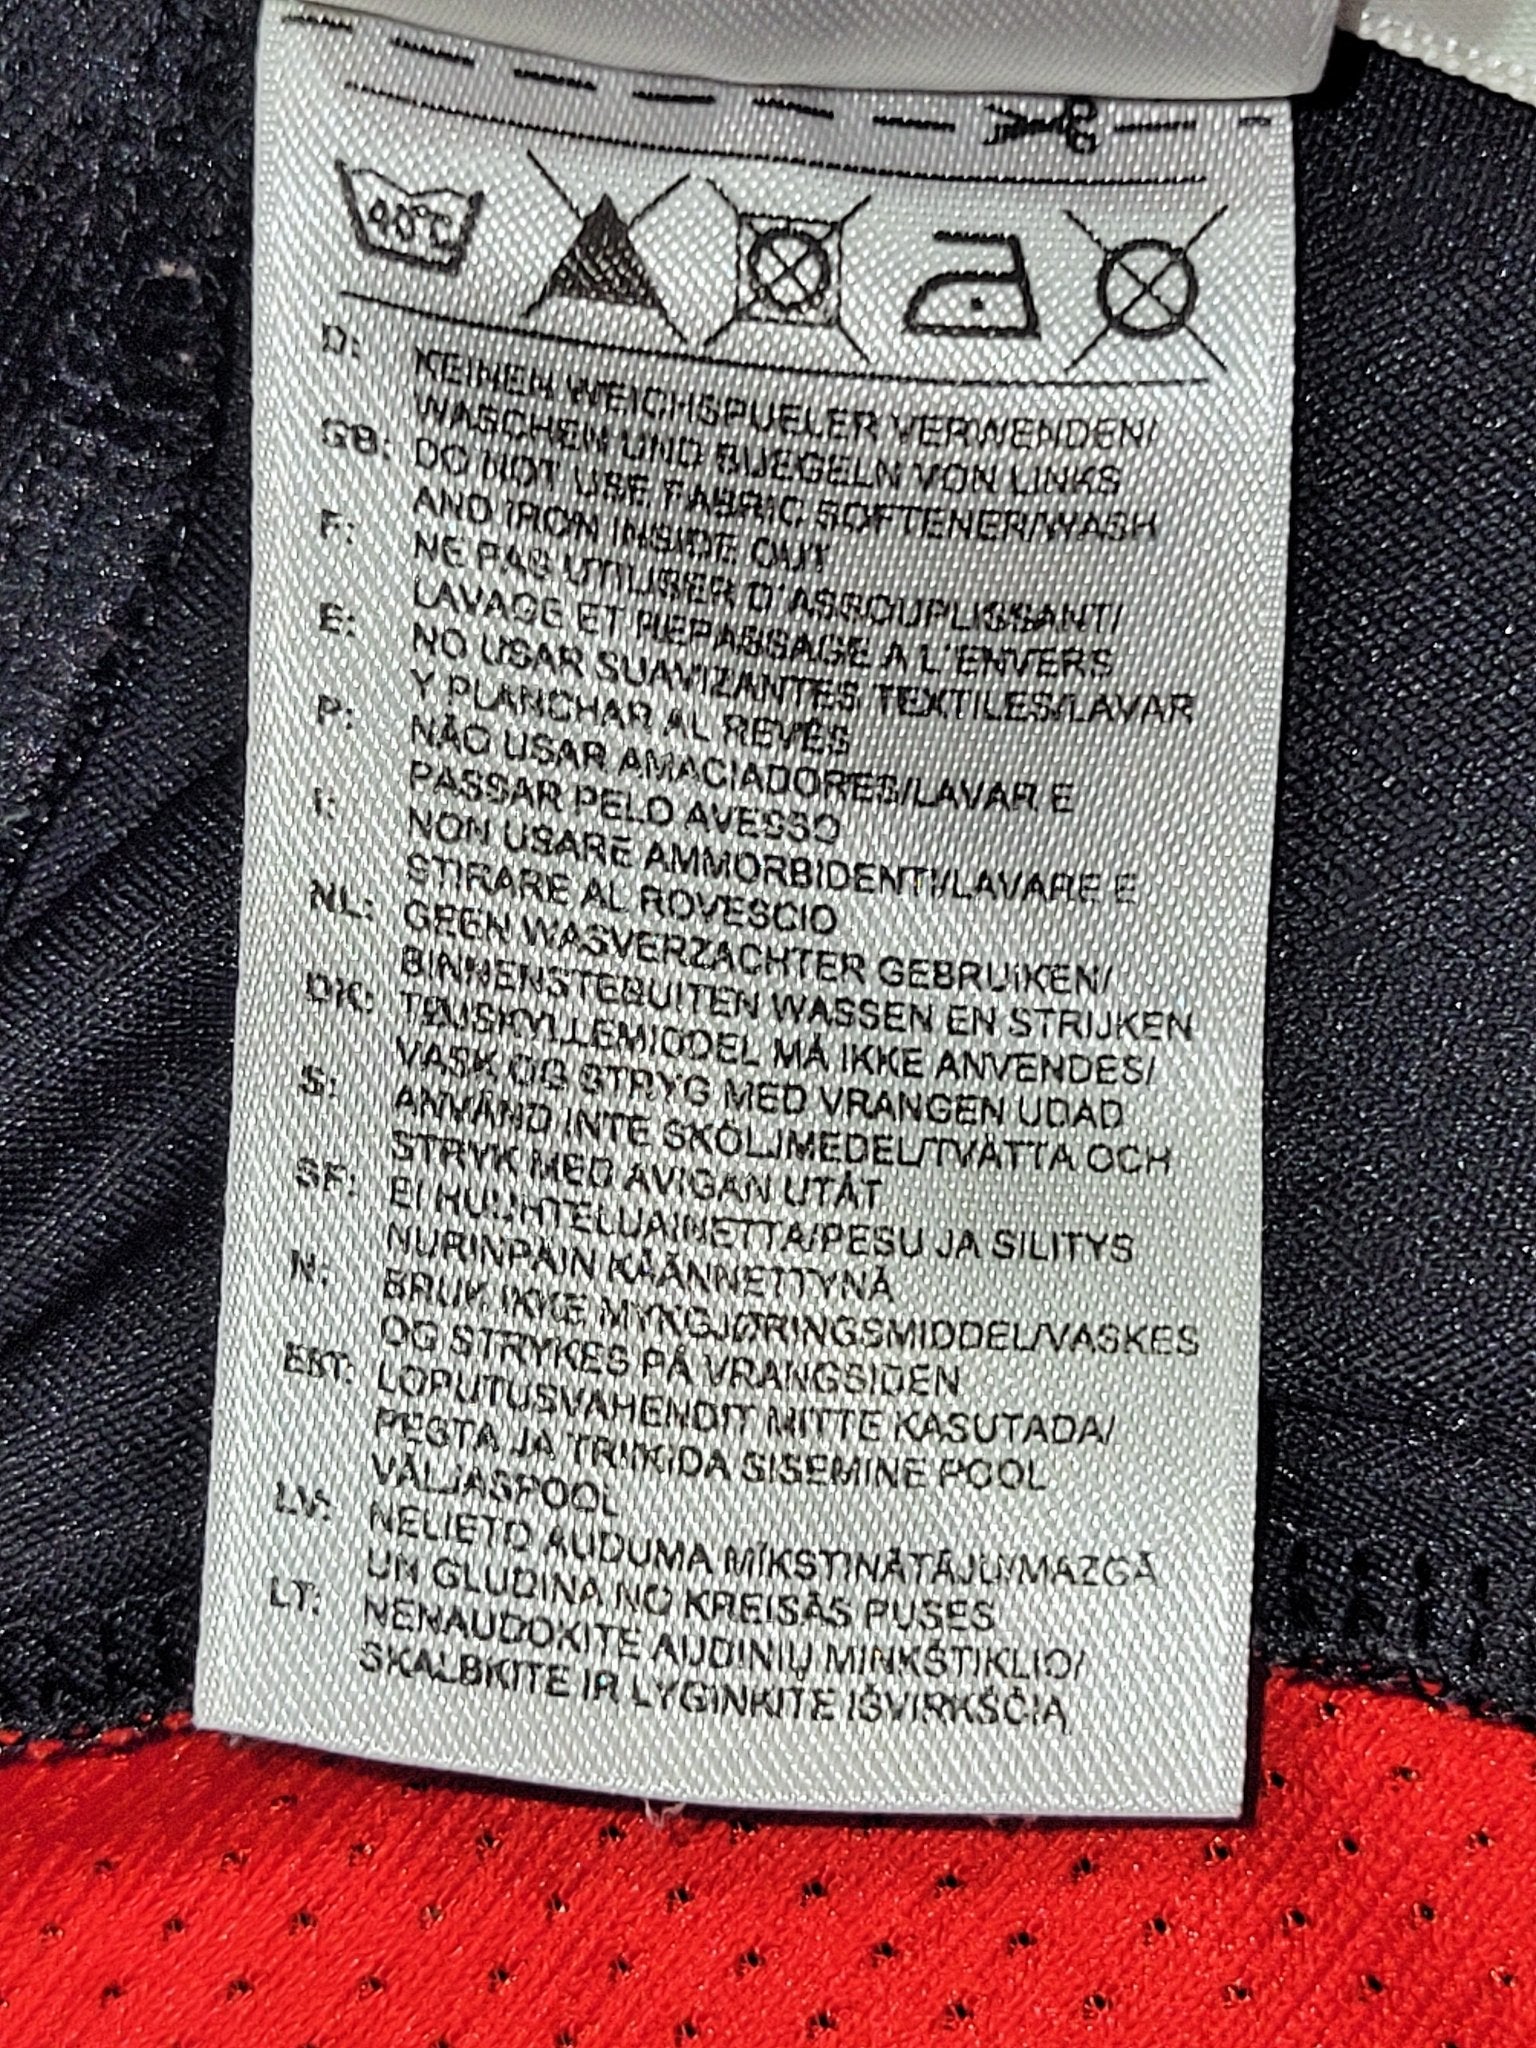 40°C
D: KEINEN WEICHSPUELER VERWENDEN/
WASCHEN UND BUEGELN VON LINKS
GB: DO NOT USE FABRIC SOFTENER/WASH
AND IRON INSIDE OUT
F: NE PAS UTILISER D'ASSOUPLISSANT/
LAVAGE ET REPASSAGE A L'ENVERS
E: NO USAR SUAVIZANTES TEXTILES/LAVAR
Y PLANCHAR AL REVÉS
P: NÃO USAR AMACIADORES/LAVAR E
PASSAR PELO AVESSO
I: NON USARE AMMORBIDENTI/LAVARE E
STIRARE AL ROVESCIO
NL: GEEN WASVERZACHTER GEBRUIKEN/
BINNENSTEBUITEN WASSEN EN STRIJKEN
DK: TØJSKYLLEMIDDEL MÅ IKKE ANVENDES/
VASK OG STRYG MED VRANGEN UDAD
S: ANVÄND INTE SKÖLJMEDEL/TVÄTTA OCH
STRYK MED AVIGAN UTÅT
SF: EI HUUHTELUAINETTA/PESU JA SILITYS
NURINPÄIN KÄÄNNETTYNÄ
N: BRUK IKKE MYKGJØRINGSMIDDEL/VASKES
OG STRYKES PÅ VRANGSIDEN
EKT: LOPUTUSVAHENDIT MITTE KASUTADA/
PESTA JA TRIIKIDA SISEMINE POOL
VÄLJASPOOL
LV: NELIETO AUDUMA MĪKSTINĀTĀJU/MAZGĀ
UN GLUDINA NO KREISĀS PUSES
LT: NENAUDOKITE AUDINIŲ MINKŠTIKLIO/
SKALBKITE IR LYGINKITE IŠVIRKŠČIĄ